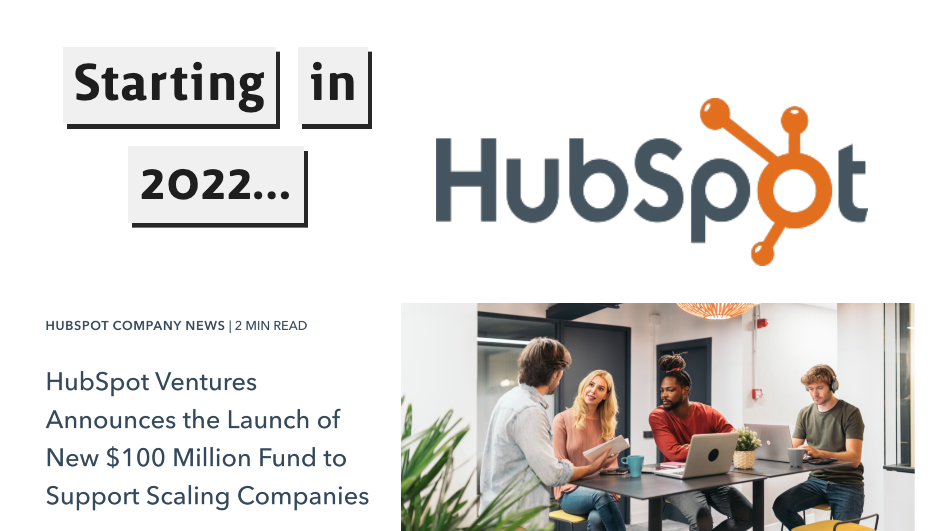 Starting in
2022...
HubSpot
HUBSPOT COMPANY NEWS | 2 MIN READ
HubSpot Ventures
Announces the Launch of
New $100 Million Fund to
Support Scaling Companies